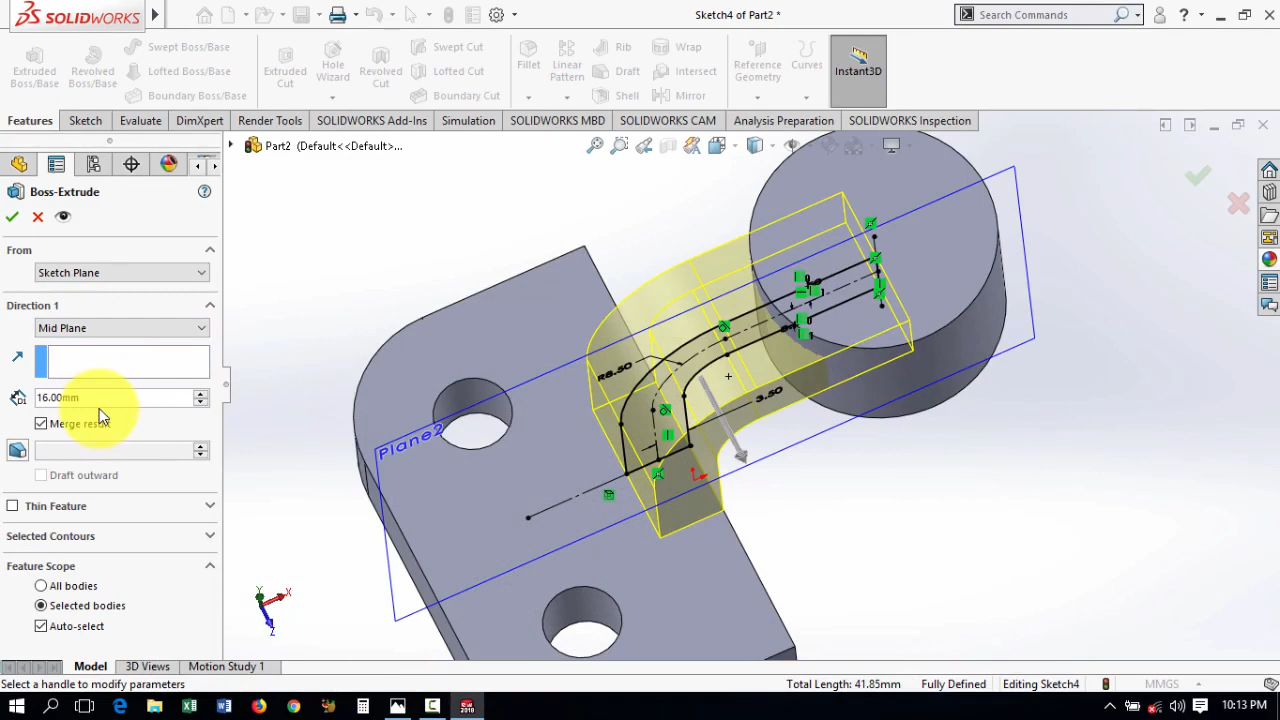 SOLIDWORKS
Sketch4 of Part2 *
Search Commands
?
Extruded Boss/Base
Revolved Boss/Base
Swept Boss/Base
Lofted Boss/Base
Boundary Boss/Base
Extruded Cut
Hole Wizard
Revolved Cut
Swept Cut
Lofted Cut
Boundary Cut
Fillet
Linear Pattern
Rib
Draft
Shell
Wrap
Intersect
Mirror
Reference Geometry
Curves
Instant3D
Features
Sketch
Evaluate
DimXpert
Render Tools
SOLIDWORKS Add-Ins
Simulation
SOLIDWORKS MBD
SOLIDWORKS CAM
Analysis Preparation
SOLIDWORKS Inspection
Part2 (Default<<Default>...
Boss-Extrude
?
From
Sketch Plane
Direction 1
Mid Plane
16.00mm
Merge result
Draft outward
Thin Feature
Selected Contours
Feature Scope
All bodies
Selected bodies
Auto-select
R8.50
3.50
Plane2
Y
X
Z
Model
3D Views
Motion Study 1
Select a handle to modify parameters
Total Length: 41.85mm
Fully Defined
Editing Sketch4
MMGS
10:13 PM